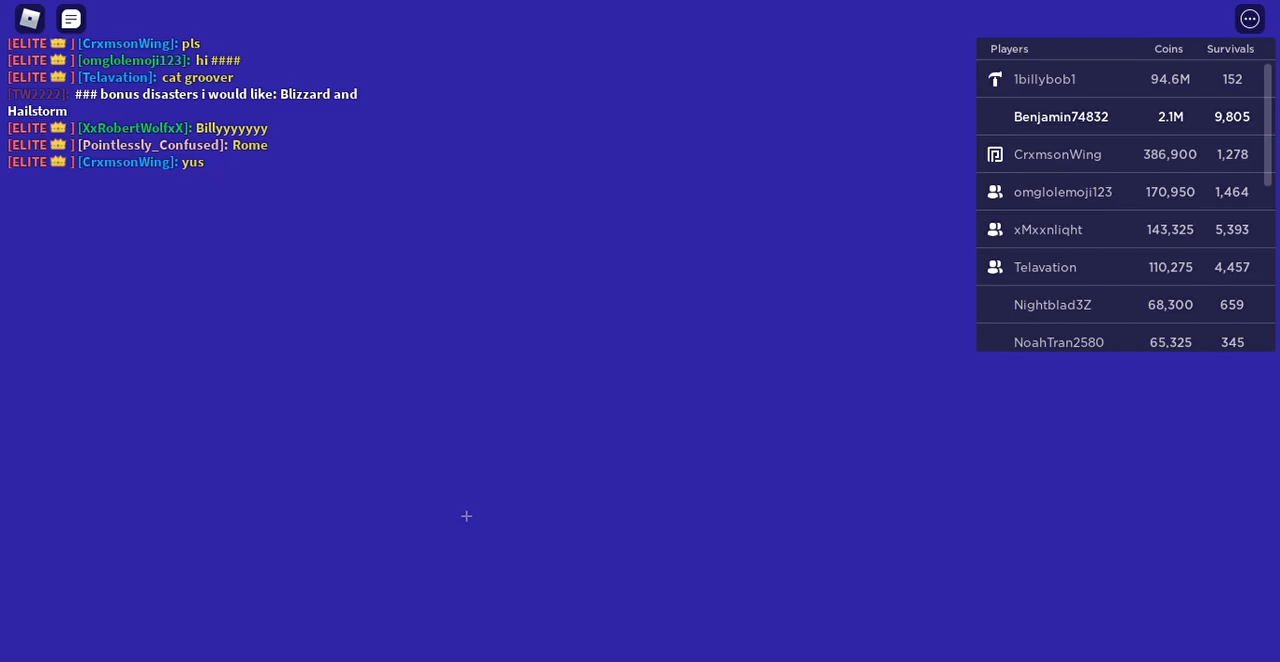 [ELITE👑] [CrxmsonWing]: pls
[ELITE👑] [omglolemoji123]: hi ####
[ELITE👑] [Telavation]: cat groover
[TW2222]: ### bonus disasters i would like: Blizzard and
Hailstorm
[ELITE👑] [XxRobertWolfxX]: Billyyyyyyy
[ELITE👑] [Pointlessly_Confused]: Rome
[ELITE👑] [CrxmsonWing]: yus
Players Coins Survivals
1billybob1 94.6M 152
Benjamin74832 2.1M 9,805
CrxmsonWing 386,900 1,278
omglolemoji123 170,950 1,464
xMxxnlight 143,325 5,393
Telavation 110,275 4,457
Nightblad3Z 68,300 659
NoahTran2580 65,325 345